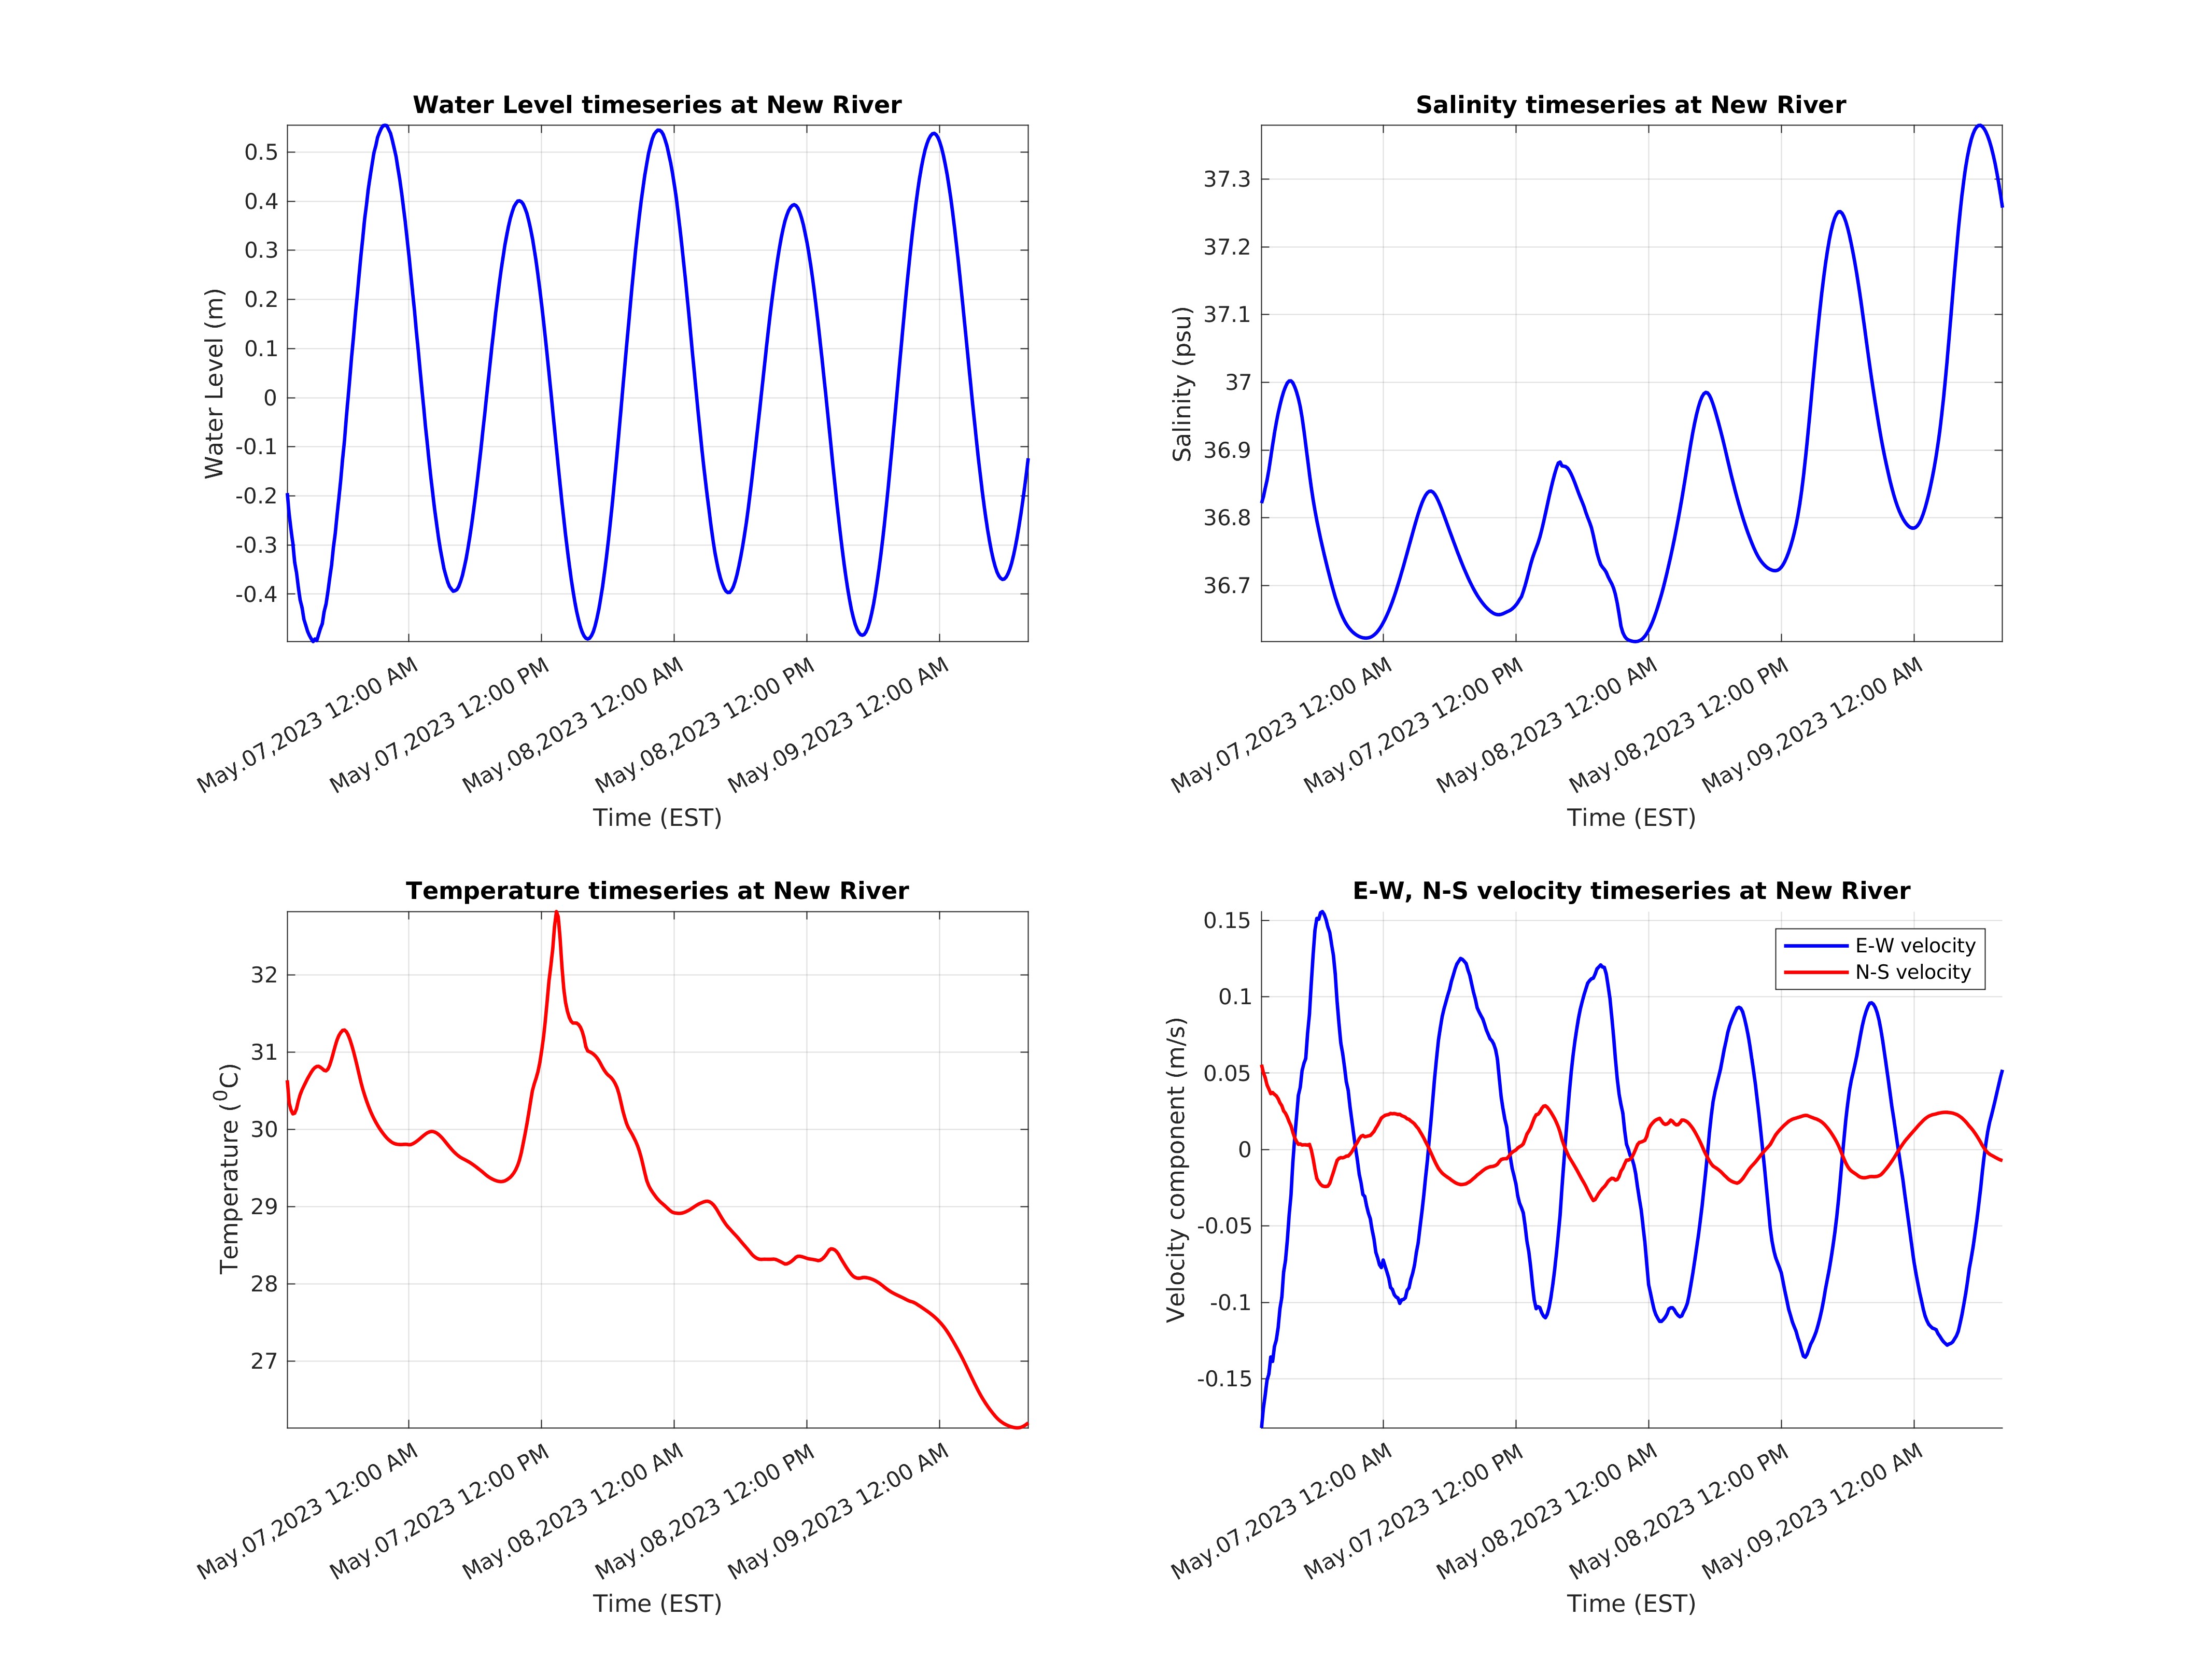 Water Level timeseries at New River
Water Level (m)
0.5
0.4
0.3
0.2
0.1
0
-0.1
-0.2
-0.3
-0.4
May.07,2023 12:00 AM
May.07,2023 12:00 PM
May.08,2023 12:00 AM
May.08,2023 12:00 PM
May.09,2023 12:00 AM
Time (EST)
Salinity timeseries at New River
Salinity (psu)
37.3
37.2
37.1
37
36.9
36.8
36.7
May.07,2023 12:00 AM
May.07,2023 12:00 PM
May.08,2023 12:00 AM
May.08,2023 12:00 PM
May.09,2023 12:00 AM
Time (EST)
Temperature timeseries at New River
Temperature (⁰C)
32
31
30
29
28
27
May.07,2023 12:00 AM
May.07,2023 12:00 PM
May.08,2023 12:00 AM
May.08,2023 12:00 PM
May.09,2023 12:00 AM
Time (EST)
E-W, N-S velocity timeseries at New River
Velocity component (m/s)
0.15
0.1
0.05
0
-0.05
-0.1
-0.15
E-W velocity
N-S velocity
May.07,2023 12:00 AM
May.07,2023 12:00 PM
May.08,2023 12:00 AM
May.08,2023 12:00 PM
May.09,2023 12:00 AM
Time (EST)